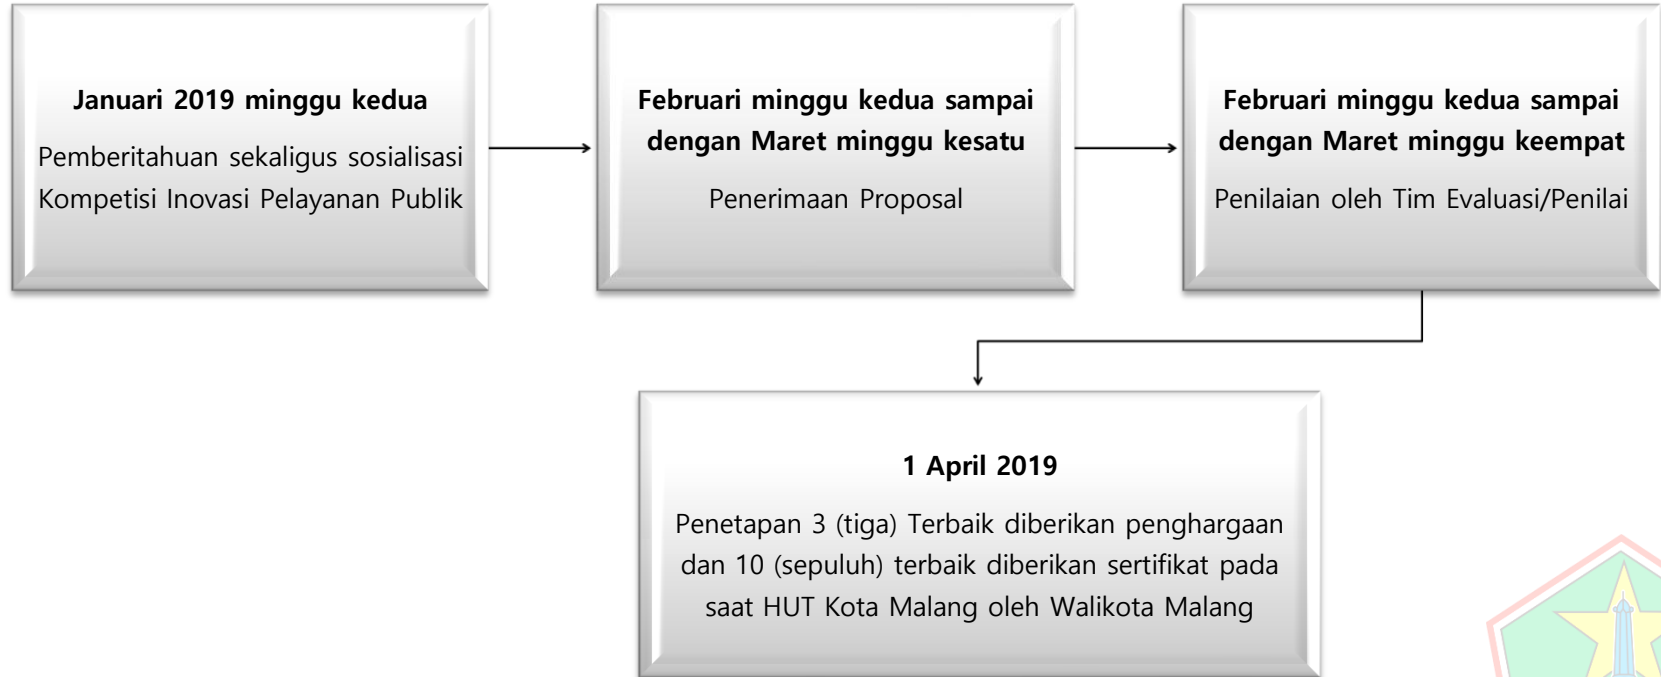 Januari 2019 minggu kedua
Pemberitahuan sekaligus sosialisasi
Kompetisi Inovasi Pelayanan Publik
Februari minggu kedua sampai
dengan Maret minggu kesatu
Penerimaan Proposal
Februari minggu kedua sampai
dengan Maret minggu keempat
Penilaian oleh Tim Evaluasi/Penilai
1 April 2019
Penetapan 3 (tiga) Terbaik diberikan penghargaan
dan 10 (sepuluh) terbaik diberikan sertifikat pada
saat HUT Kota Malang oleh Walikota Malang